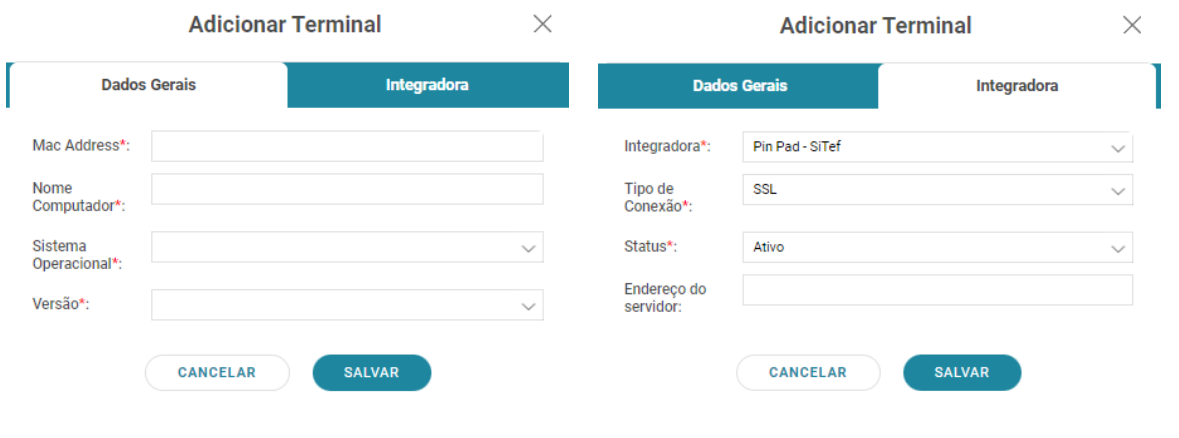 Adicionar Terminal
Dados Gerais
Integradora
Mac Address*:
Nome
Computador*:
Sistema
Operacional*:
Versão*:
CANCELAR
SALVAR
Adicionar Terminal
Dados Gerais
Integradora
Integradora*:
Pin Pad - SiTef
Tipo de
Conexão*:
SSL
Status*:
Ativo
Endereço do
servidor:
CANCELAR
SALVAR